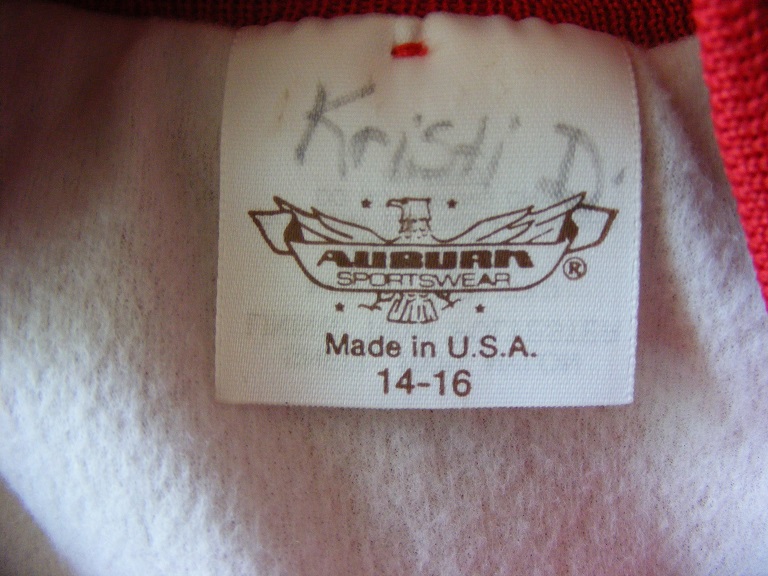 Kristi D.
AUBURN
SPORTSWEAR ®
Made in U.S.A.
14-16